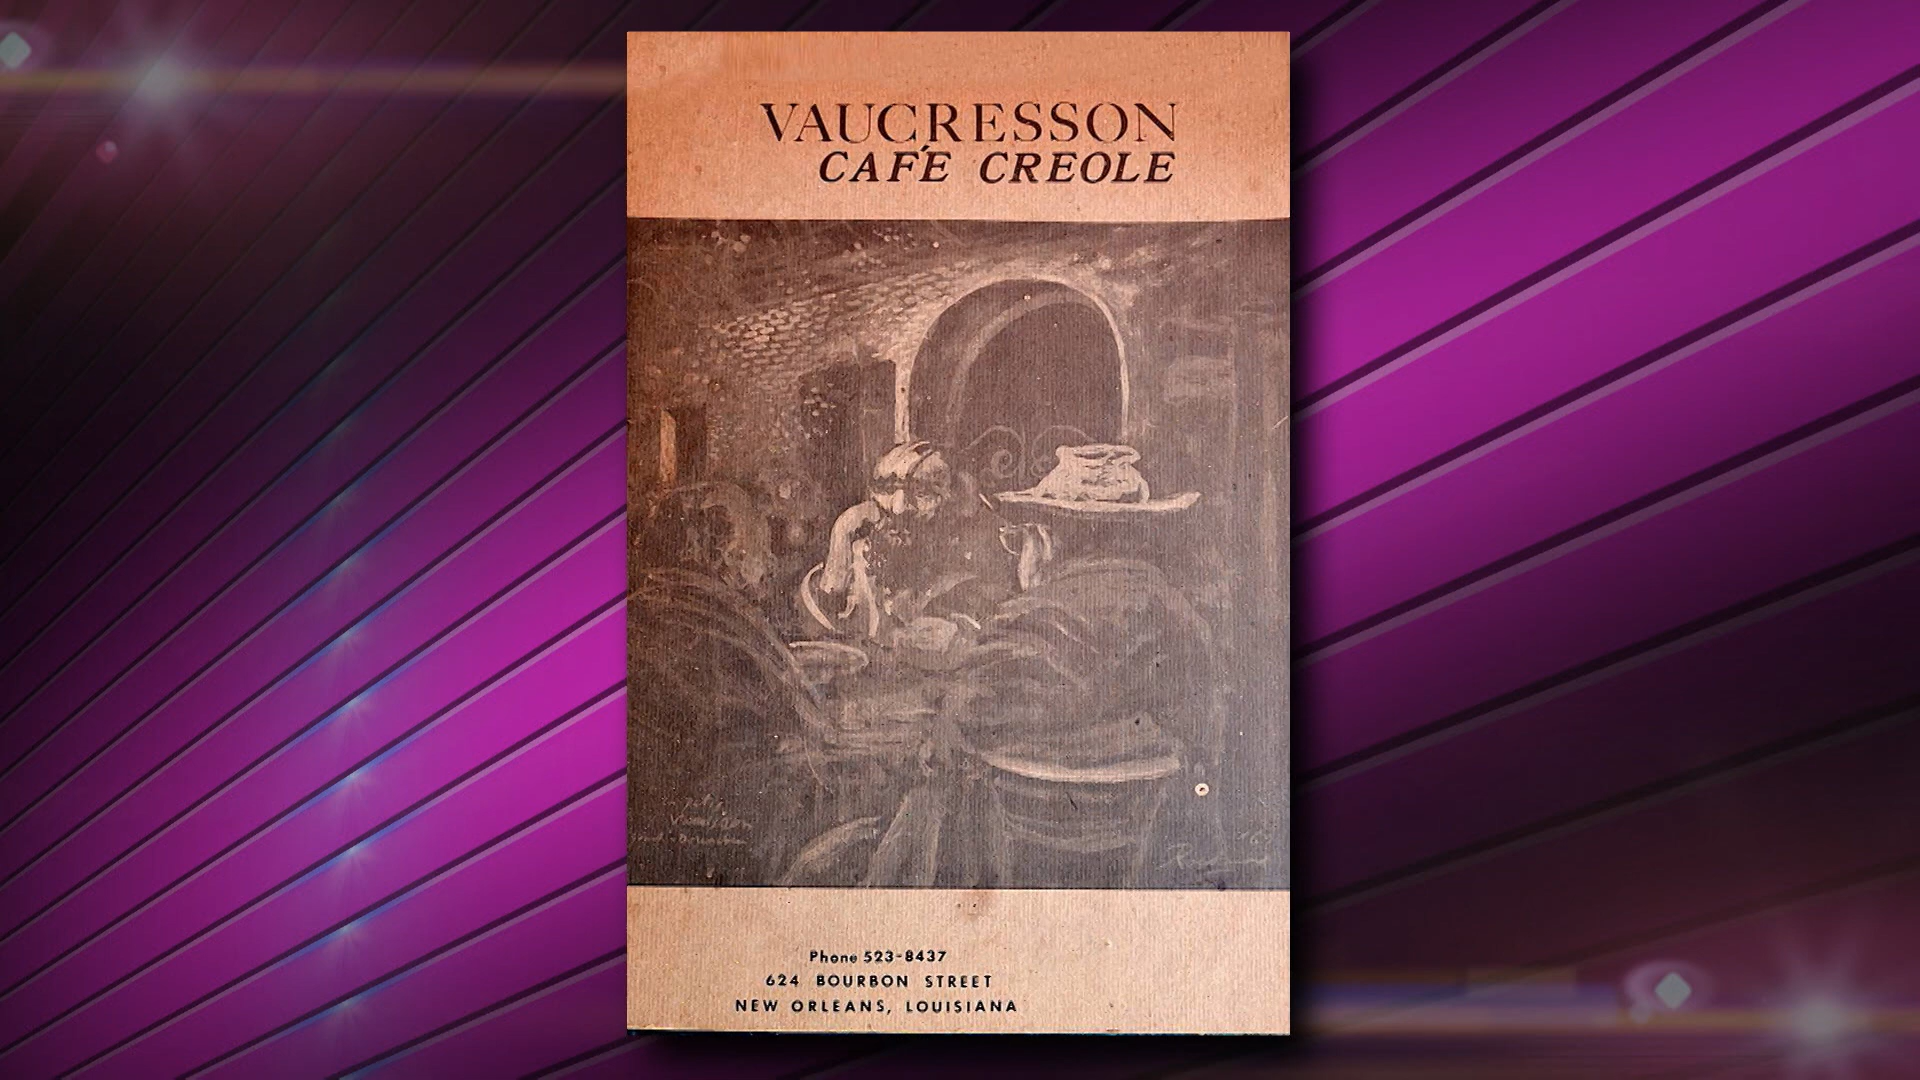 VAUCRESSON
CAFÉ CREOLE
Phone 523-8437
624 BOURBON STREET
NEW ORLEANS, LOUISIANA